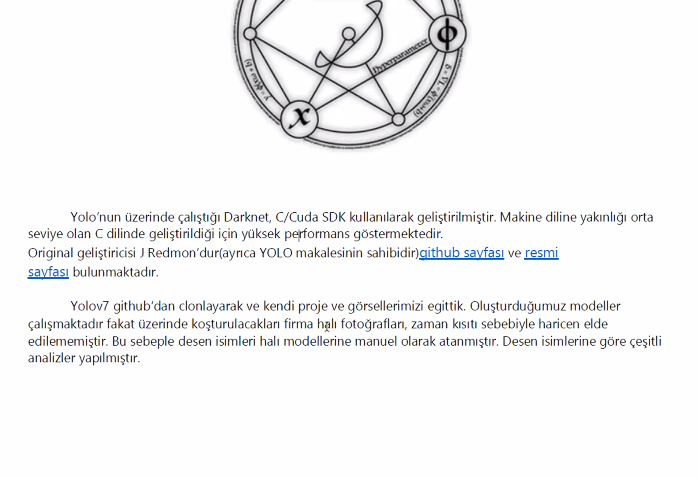 Hyperparameter
ϕ
x
Yolo'nun üzerinde çalıştığı Darknet, C/Cuda SDK kullanılarak geliştirilmiştir. Makine diline yakınlığı orta
seviye olan C dilinde geliştirildiği için yüksek performans göstermektedir.
Original geliştiricisi J Redmon'dur(ayrıca YOLO makalesinin sahibidir)github sayfası ve resmi
sayfası bulunmaktadır.
Yolov7 github'dan clonlayarak ve kendi proje ve görsellerimizi egittik. Oluşturduğumuz modeller
çalışmaktadır fakat üzerinde koşturulacakları firma halı fotoğrafları, zaman kısıtı sebebiyle haricen elde
edilememiştir. Bu sebeple desen isimleri halı modellerine manuel olarak atanmıştır. Desen isimlerine göre çeşitli
analizler yapılmıştır.